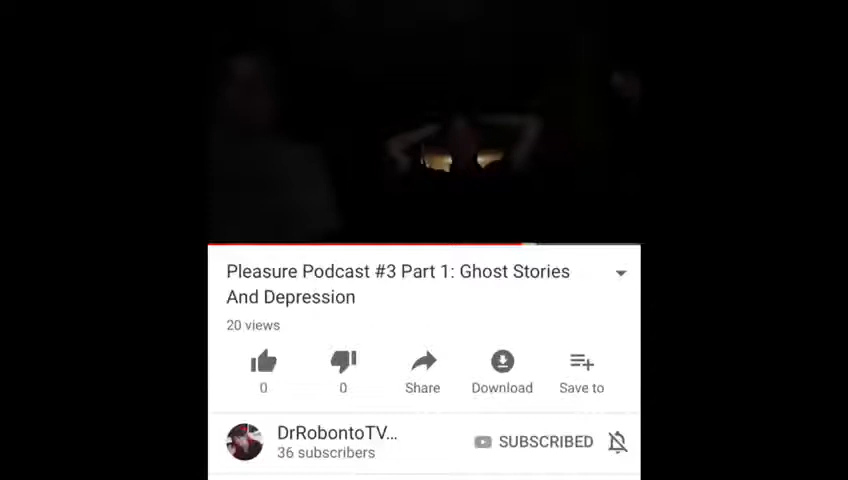 Pleasure Podcast #3 Part 1: Ghost Stories
And Depression
20 views
0 0 Share Download Save to
DrRobontoTV...
SUBSCRIBED
36 subscribers